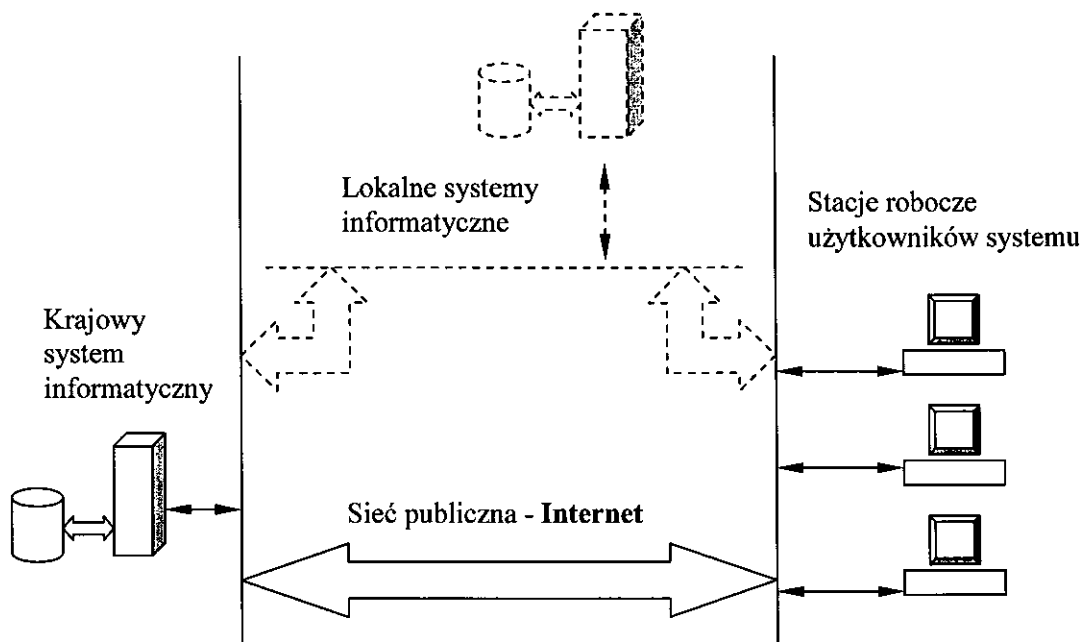 Lokalne systemy
informatyczne
Stacje robocze
użytkowników systemu
Krajowy
system
informatyczny
Sieć publiczna - Internet